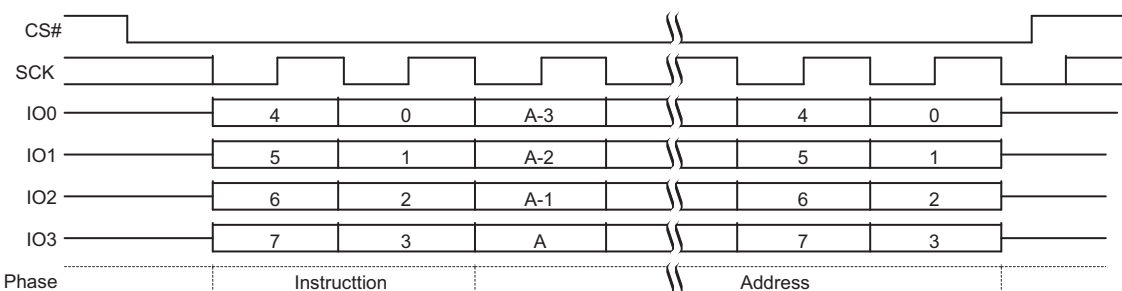 CS#
SCK
IO0 4 0 A-3 4 0
IO1 5 1 A-2 5 1
IO2 6 2 A-1 6 2
IO3 7 3 A 7 3
Phase Instructtion Address